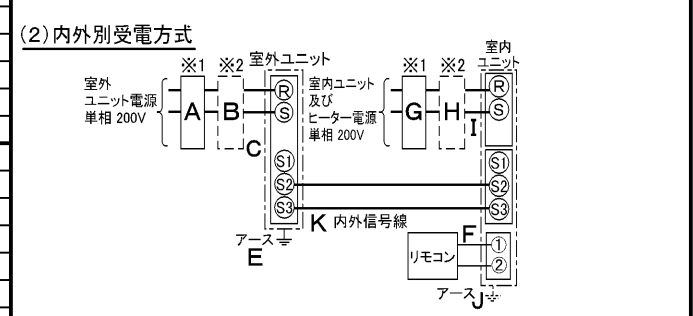 (2)内外別受電方式
※1 ※2
室外ユニット
室外
ユニット電源
単相 200V
A
B
C
R
S
S1
S2
S3
アース
E
※1 ※2
室内
ユニット
室内ユニット
及び
ヒーター電源
単相 200V
G
H
I
R
S
S1
S2
S3
K 内外信号線
リモコン
F
1
2
アース
J